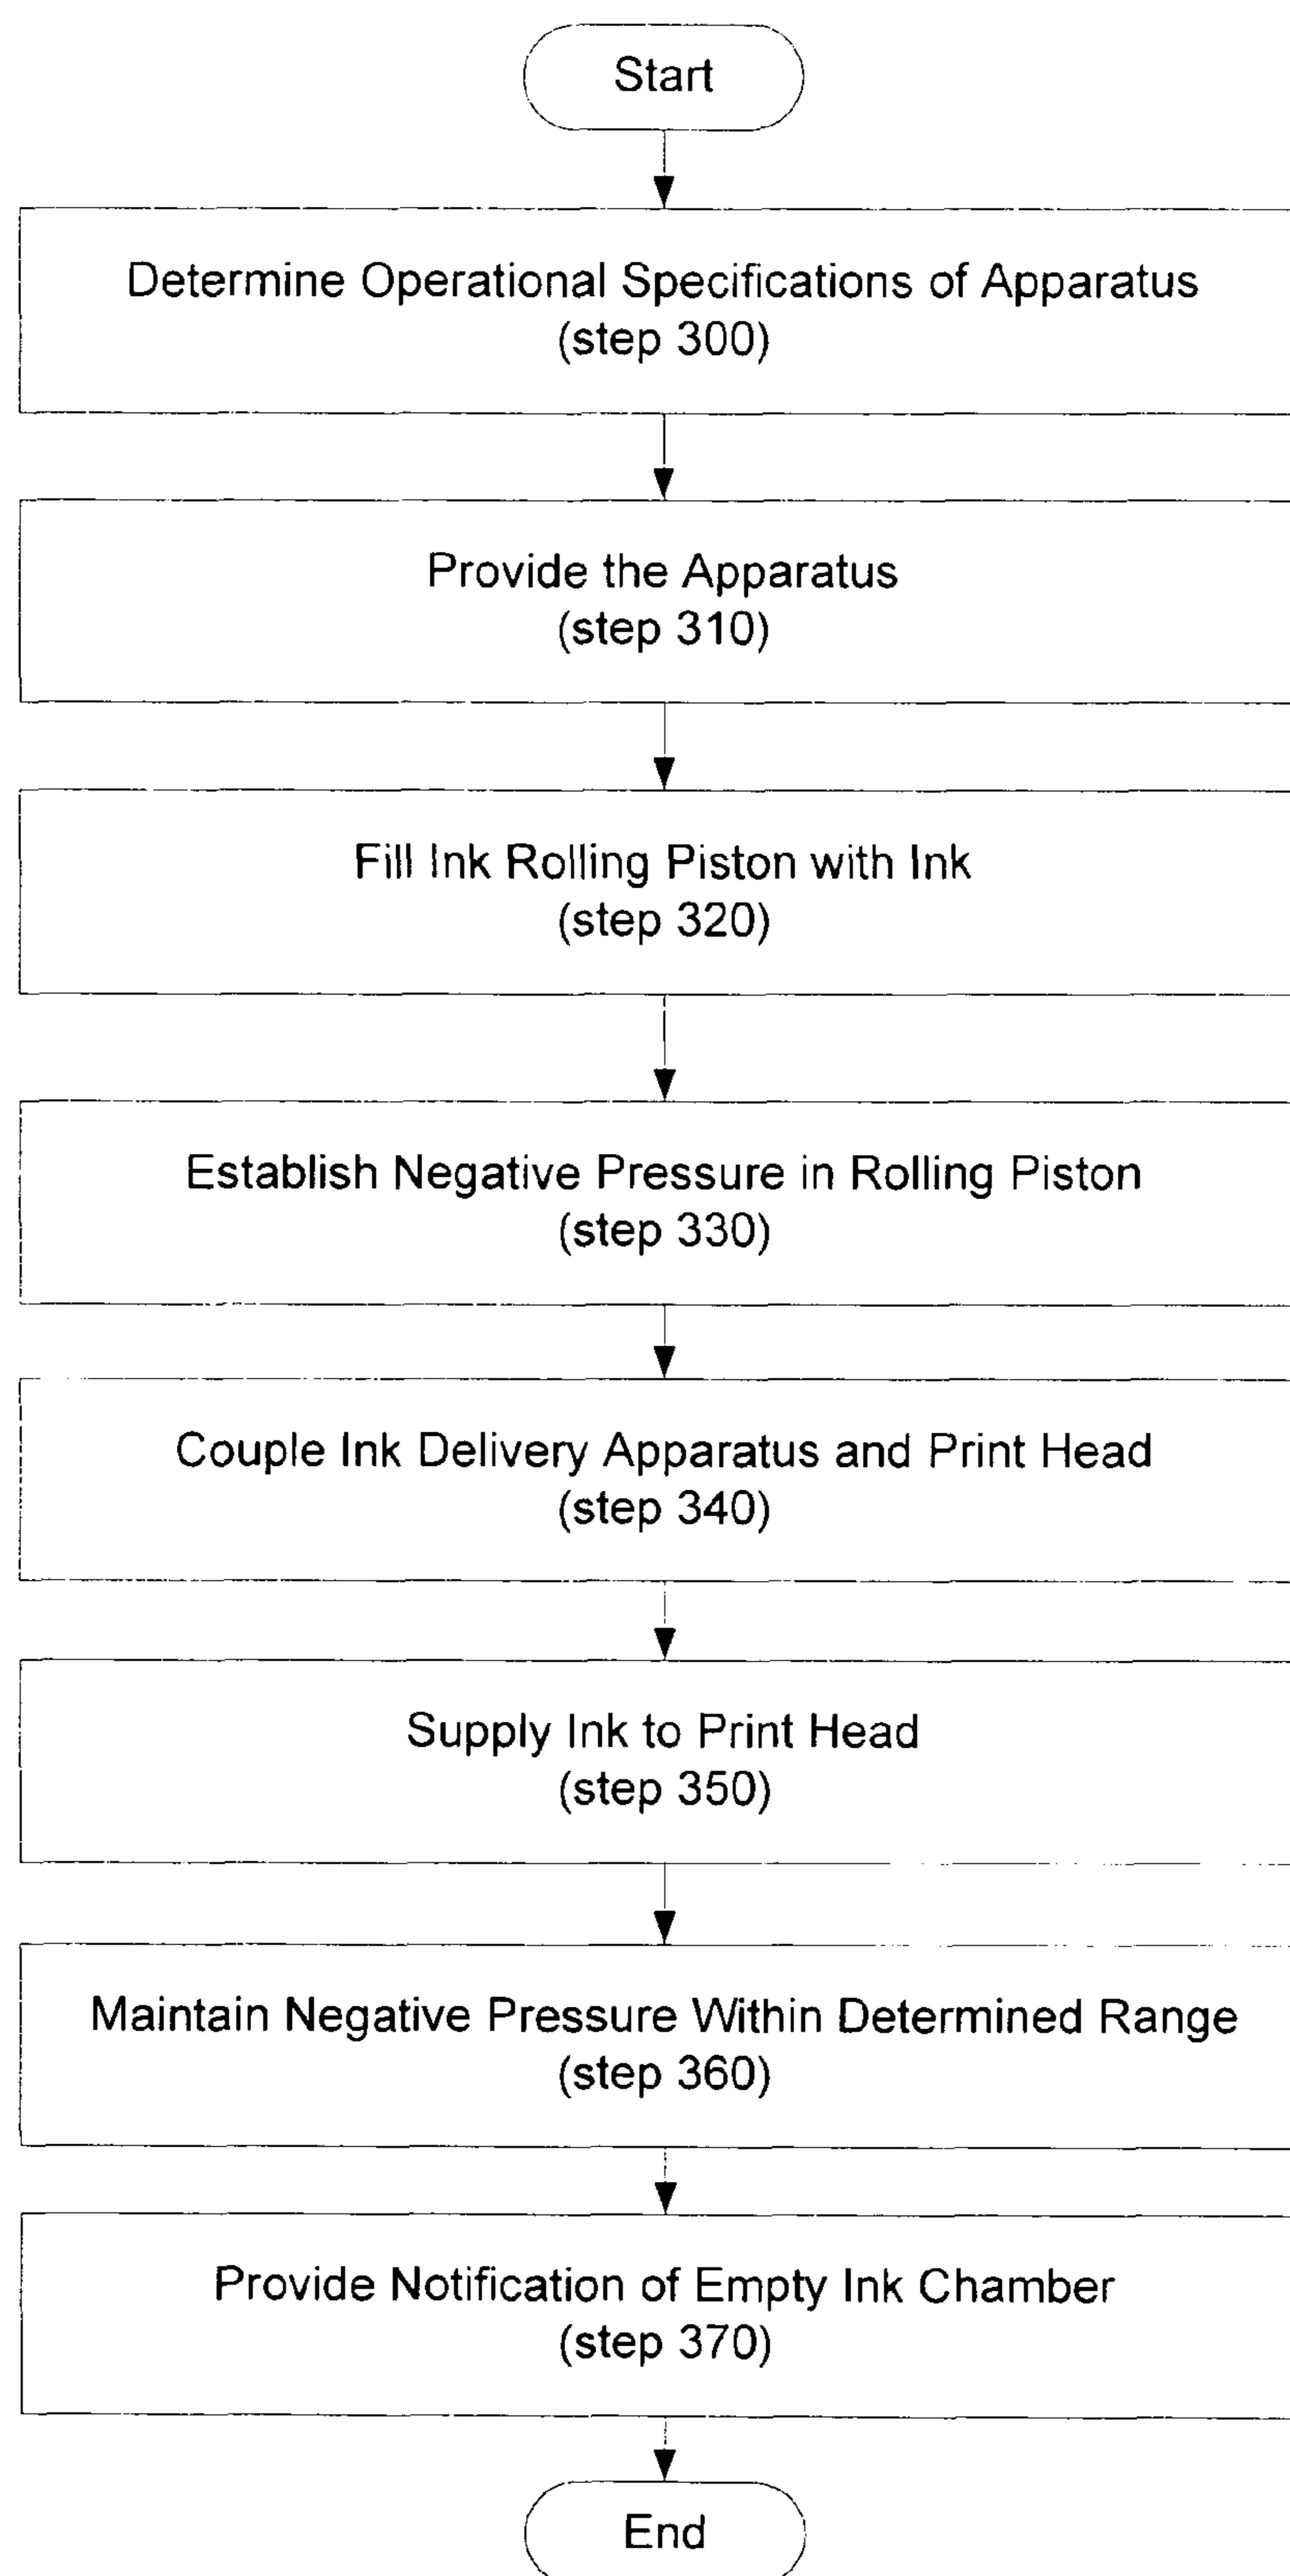 Start
Determine Operational Specifications of Apparatus
(step 300)
Provide the Apparatus
(step 310)
Fill Ink Rolling Piston with Ink
(step 320)
Establish Negative Pressure in Rolling Piston
(step 330)
Couple Ink Delivery Apparatus and Print Head
(step 340)
Supply Ink to Print Head
(step 350)
Maintain Negative Pressure Within Determined Range
(step 360)
Provide Notification of Empty Ink Chamber
(step 370)
End